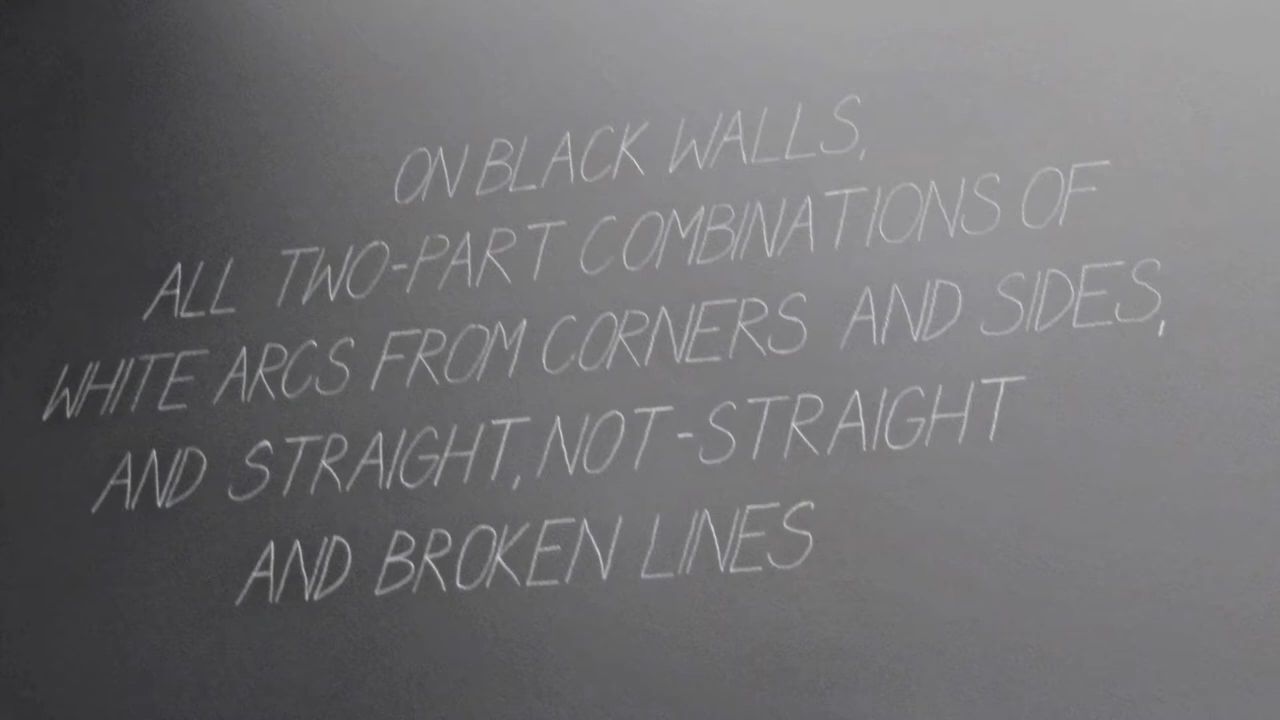 ON BLACK WALLS,
ALL TWO-PART COMBINATIONS OF
WHITE ARCS FROM CORNERS AND SIDES,
AND STRAIGHT, NOT-STRAIGHT
AND BROKEN LINES